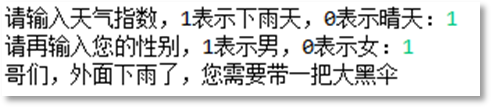 请输入天气指数，1表示下雨天，0表示晴天：1
请再输入您的性别，1表示男，0表示女：1
哥们，外面下雨了，您需要带一把大黑伞